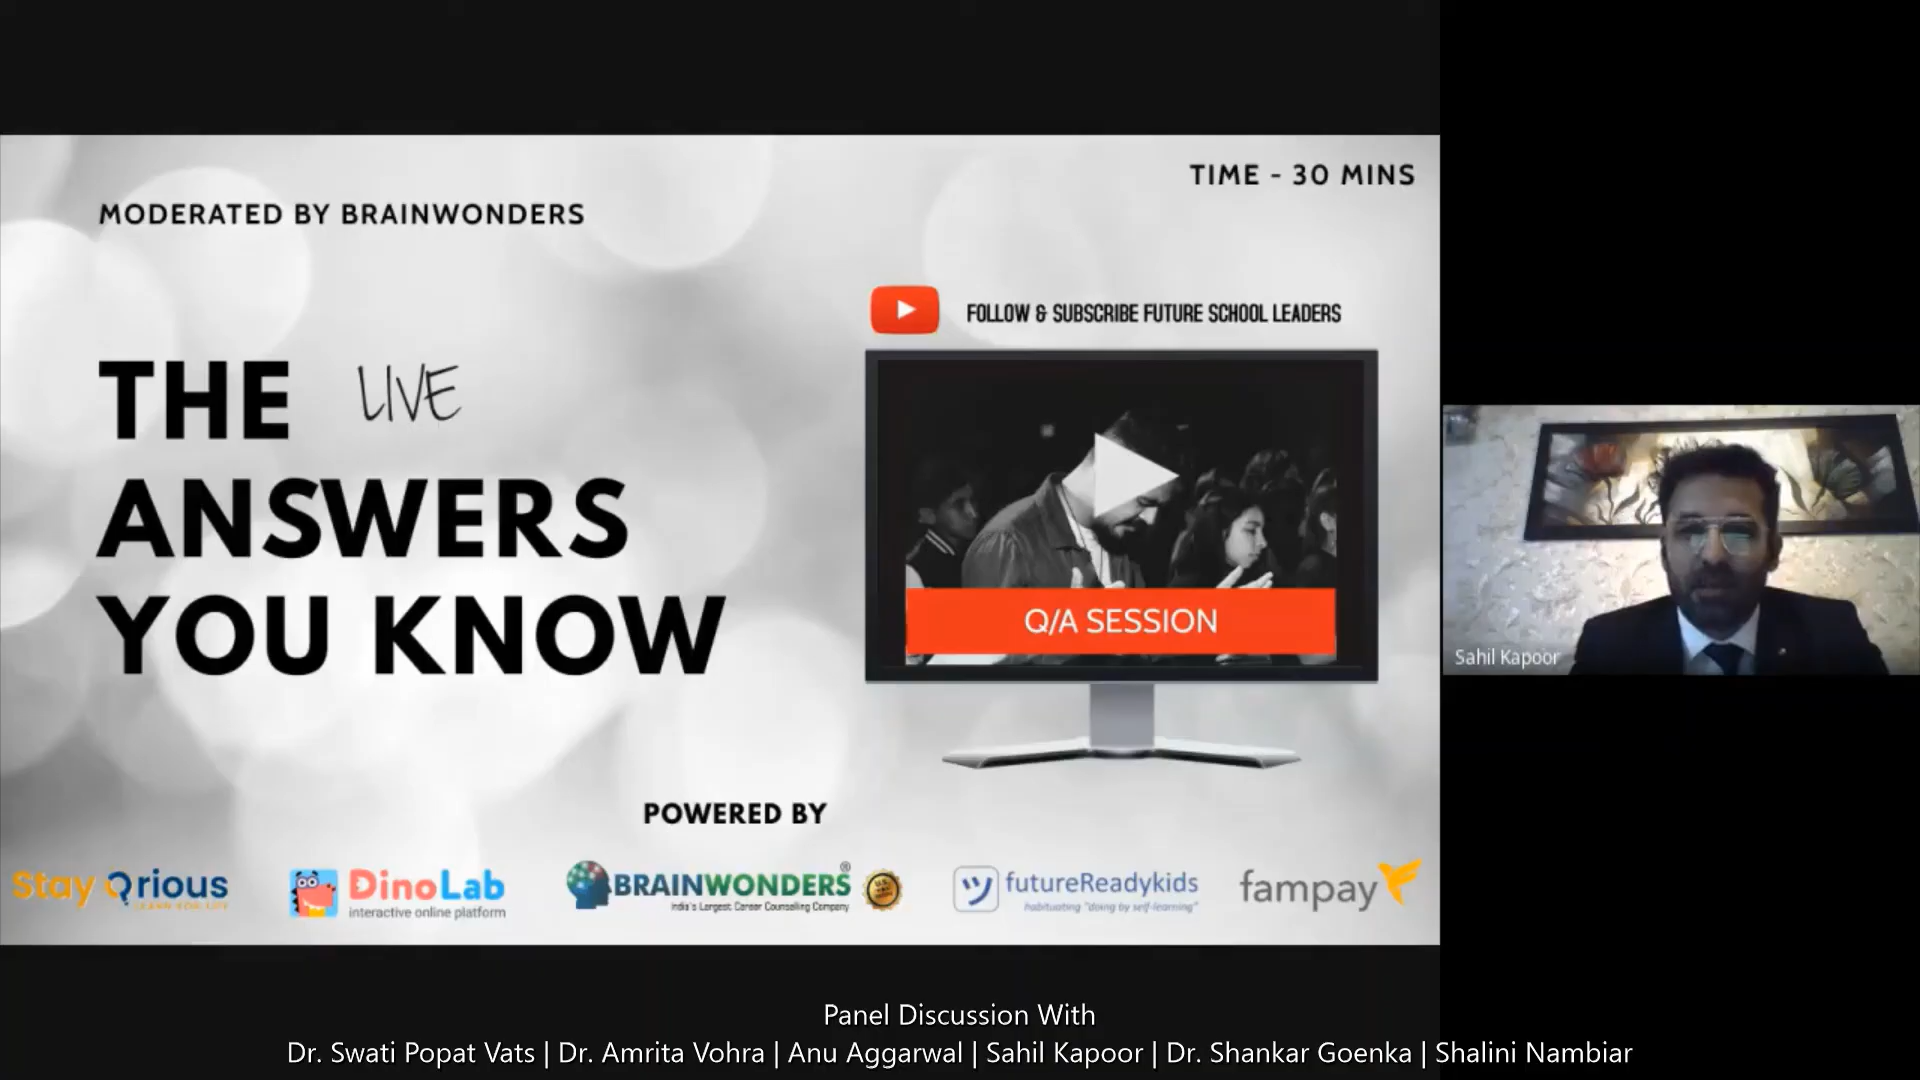 TIME - 30 MINS
MODERATED BY BRAINWONDERS
FOLLOW & SUBSCRIBE FUTURE SCHOOL LEADERS
THE LIVE
ANSWERS
YOU KNOW
Q/A SESSION
Sahil Kapoor
POWERED BY
Stay Qrious
LEARN FOR LIFE
DinoLab
interactive online platform
BRAINWONDERS®
India's Largest Career Counselling Company
futureReadykids
habituating "doing by self-learning"
fampay
Panel Discussion With
Dr. Swati Popat Vats | Dr. Amrita Vohra | Anu Aggarwal | Sahil Kapoor | Dr. Shankar Goenka | Shalini Nambiar